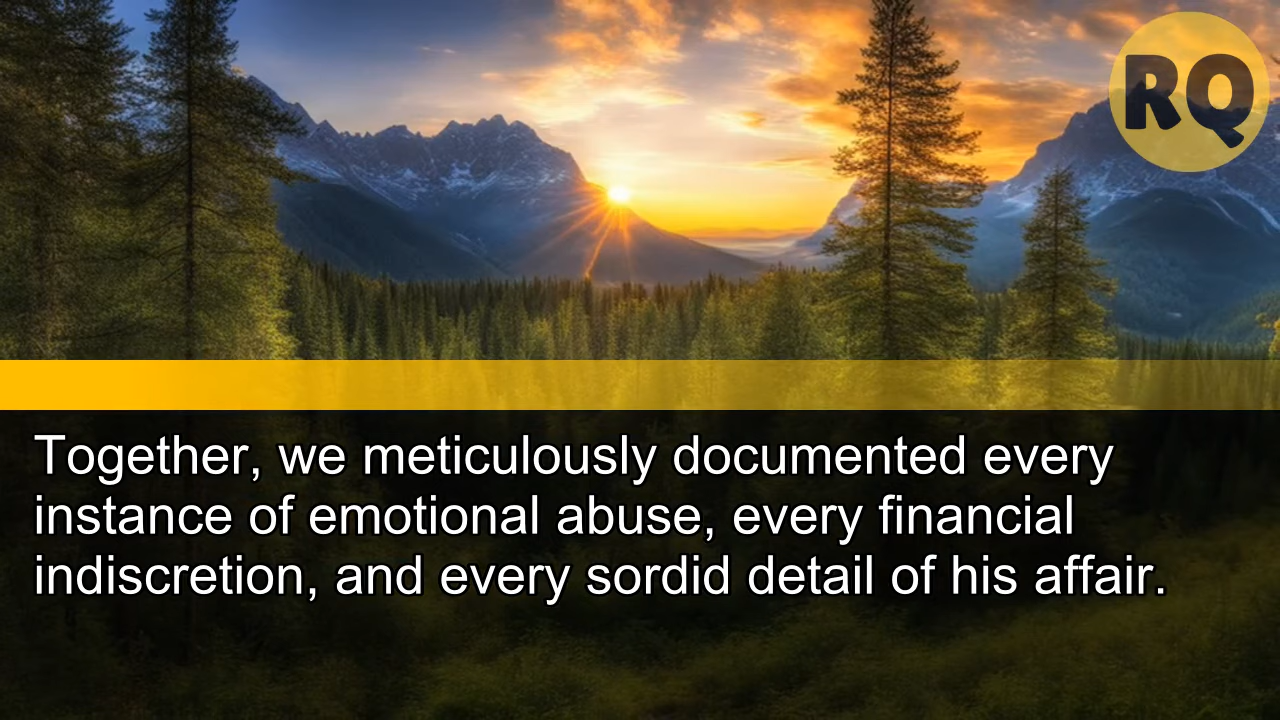 RQ
Together, we meticulously documented every
instance of emotional abuse, every financial
indiscretion, and every sordid detail of his affair.